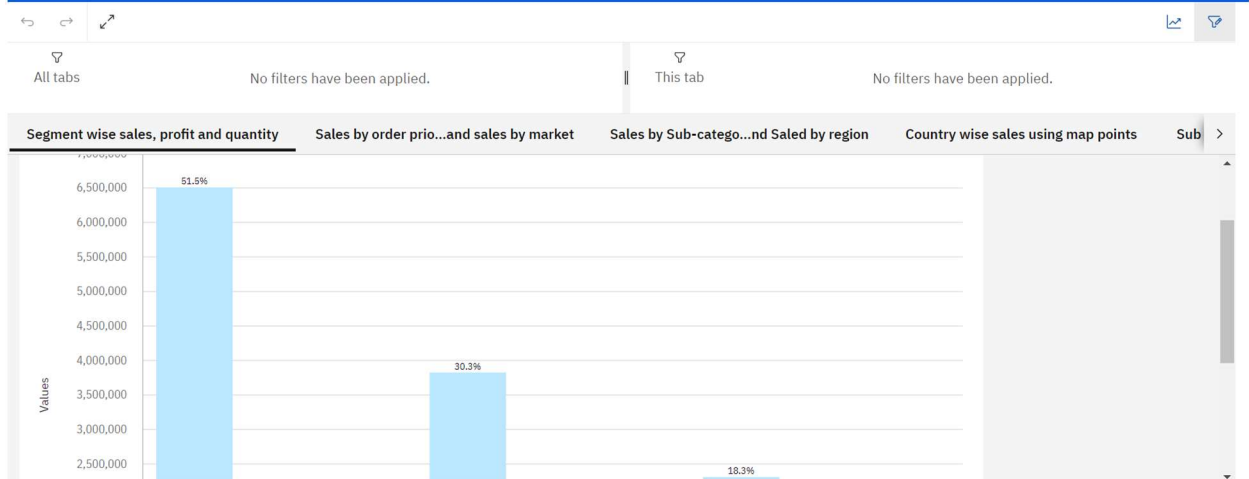 All tabs
No filters have been applied.
This tab
No filters have been applied.
Segment wise sales, profit and quantity
Sales by order prio...and sales by market
Sales by Sub-catego...nd Saled by region
Country wise sales using map points
Sub
7,000,000
51.5%
6,500,000
6,000,000
5,500,000
5,000,000
4,500,000
4,000,000
30.3%
3,500,000
Values
3,000,000
2,500,000
18.3%